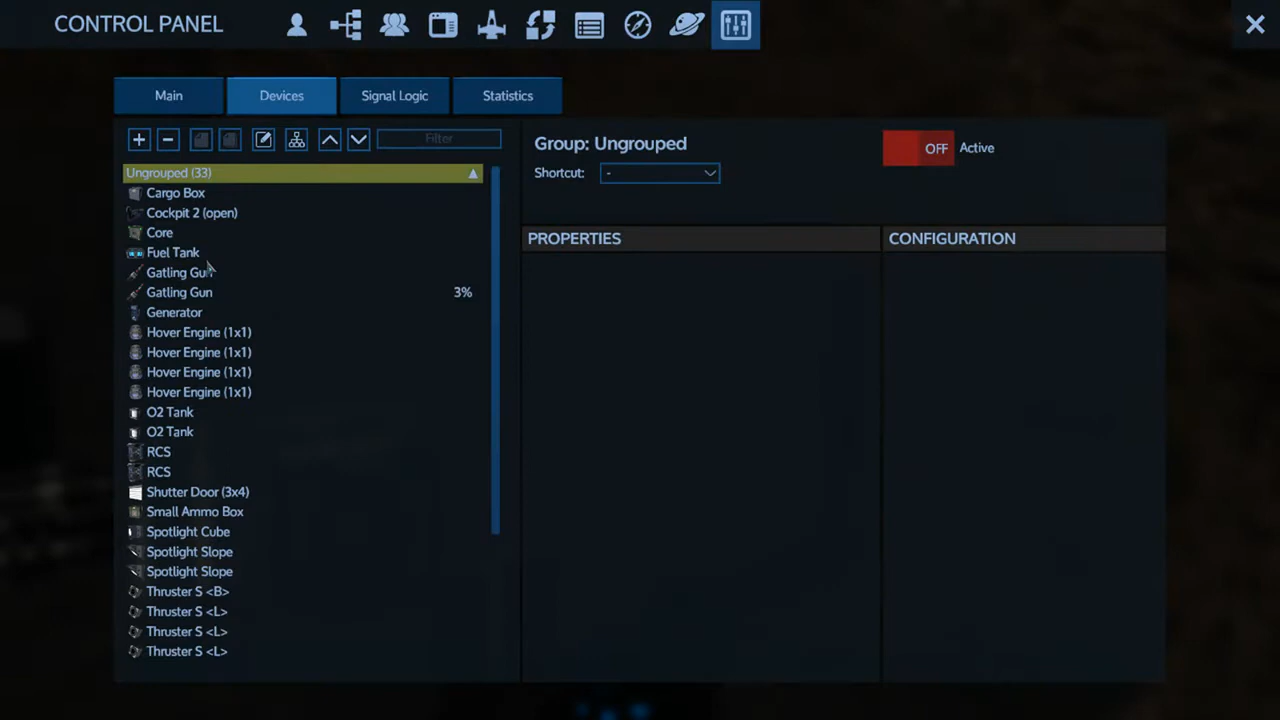 CONTROL PANEL
Main Devices Signal Logic Statistics
Filter
Ungrouped (33)
Cargo Box
Cockpit 2 (open)
Core
Fuel Tank
Gatling Gun
Gatling Gun 3%
Generator
Hover Engine (1x1)
Hover Engine (1x1)
Hover Engine (1x1)
Hover Engine (1x1)
O2 Tank
O2 Tank
RCS
RCS
Shutter Door (3x4)
Small Ammo Box
Spotlight Cube
Spotlight Slope
Spotlight Slope
Thruster S <B>
Thruster S <L>
Thruster S <L>
Thruster S <L>
Group: Ungrouped
Shortcut: -
OFF Active
PROPERTIES
CONFIGURATION